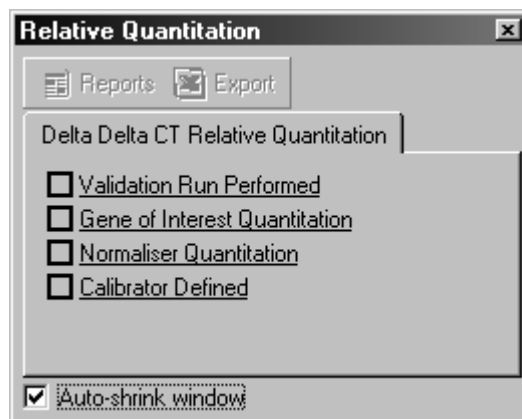 Relative Quantitation
Reports Export
Delta Delta CT Relative Quantitation
Validation Run Performed
Gene of Interest Quantitation
Normaliser Quantitation
Calibrator Defined
Auto-shrink window